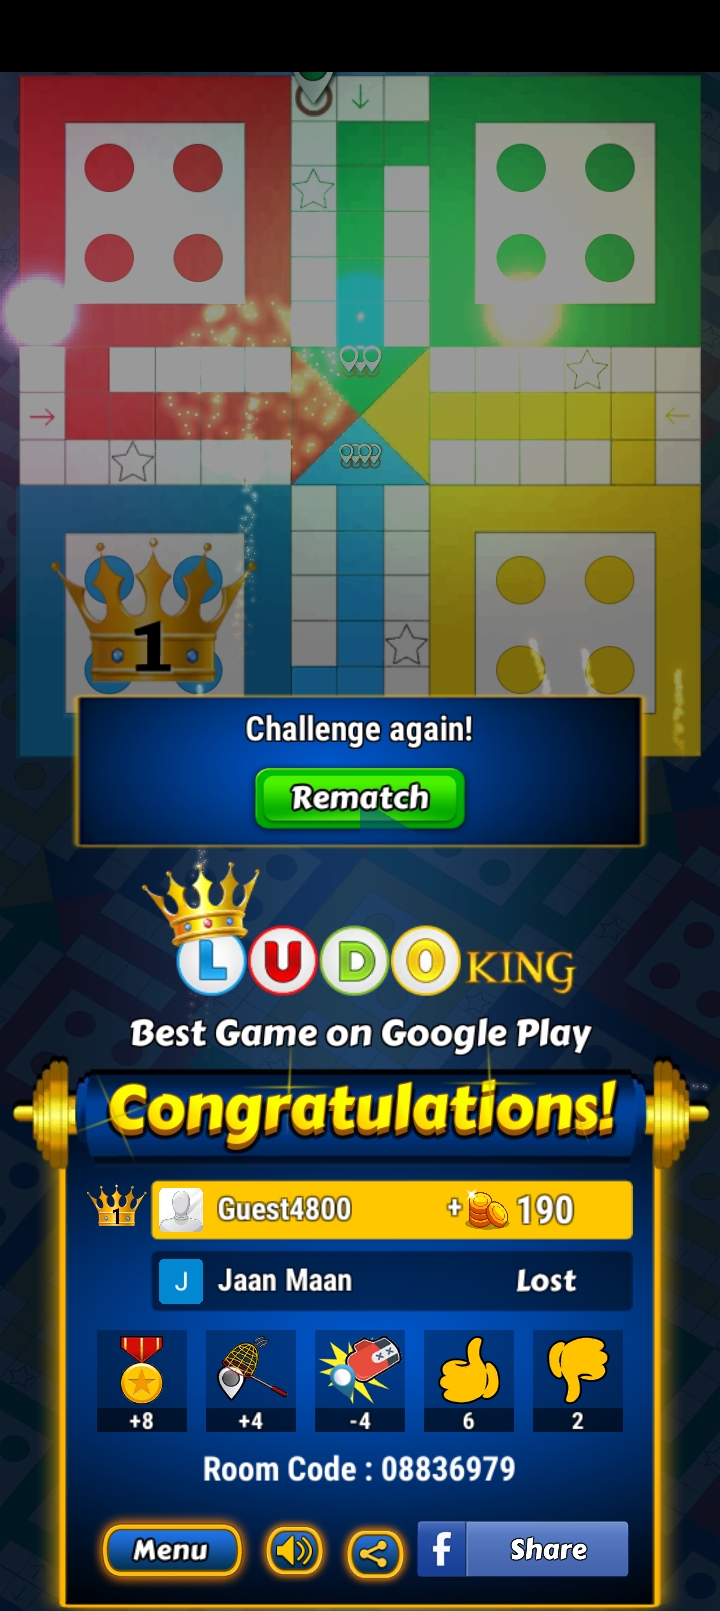 1
Challenge again!
Rematch
LUDO KING
Best Game on Google Play
Congratulations!
1 Guest4800 + 190
J Jaan Maan Lost
+8 +4 -4 6 2
Room Code : 08836979
Menu f Share